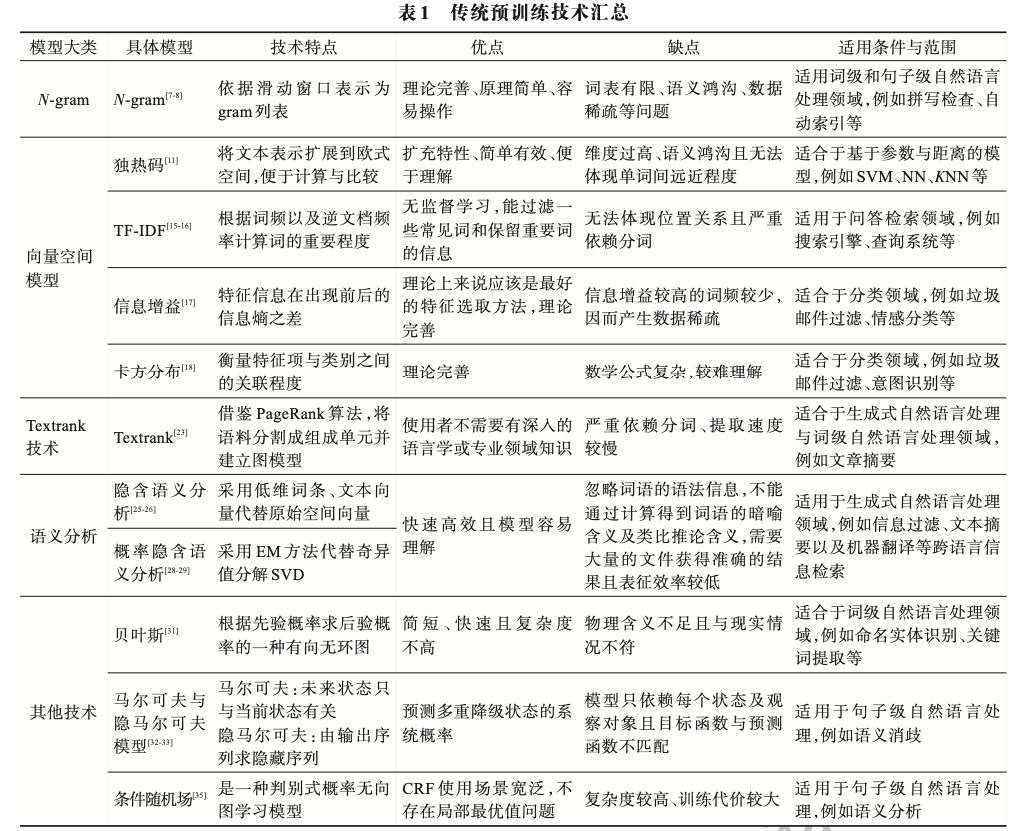 表1 传统预训练技术汇总
模型大类 具体模型 技术特点 优点 缺点 适用条件与范围
N-gram
N-gram[7-8]
依据滑动窗口表示为
gram列表
理论完善、原理简单、容
易操作
词表有限、语义鸿沟、数据
稀疏等问题
适用词级和句子级自然语言
处理领域,例如拼写检查、自
动索引等
向量空间
模型
独热码[11]
将文本表示扩展到欧式
空间,便于计算与比较
扩充特性、简单有效、便
于理解
维度过高、语义鸿沟且无法
体现单词间远近程度
适合于基于参数与距离的模
型,例如SVM、NN、KNN等
TF-IDF[15-16]
根据词频以及逆文档频
率计算词的重要程度
无监督学习,能过滤一
些常见词和保留重要词
的信息
无法体现位置关系且严重
依赖分词
适用于问答检索领域,例如
搜索引擎、查询系统等
信息增益[17]
特征信息在出现前后的
信息熵之差
理论上来说应该是最好
的特征选取方法,理论
完善
信息增益较高的词频较少,
因而产生数据稀疏
适合于分类领域,例如垃圾
邮件过滤、情感分类等
卡方分布[18]
衡量特征项与类别之间
的关联程度
理论完善
数学公式复杂,较难理解
适合于分类领域,例如垃圾
邮件过滤、意图识别等
Textrank
技术
Textrank[23]
借鉴PageRank算法,将
语料分割成组成单元并
建立图模型
使用者不需要有深入的
语言学或专业领域知识
严重依赖分词、提取速度
较慢
适合于生成式自然语言处理
与词级自然语言处理领域,
例如文章摘要
语义分析
隐含语义分
析[25-26]
采用低维词条、文本向
量代替原始空间向量
概率隐含语
义分析[28-29]
采用EM方法代替奇异
值分解SVD
快速高效且模型容易
理解
忽略词语的语法信息,不能
通过计算得到词语的暗喻
含义及类比推论含义,需要
大量的文件获得准确的结
果且表征效率较低
适用于生成式自然语言处理
领域,例如信息过滤、文本摘
要以及机器翻译等跨语言信
息检索
其他技术
贝叶斯[31]
根据先验概率求后验概
率的一种有向无环图
简短、快速且复杂度
不高
物理含义不足且与现实情
况不符
适合于词级自然语言处理领
域,例如命名实体识别、关键
词提取等
马尔可夫与
隐马尔可夫
模型[32-33]
马尔可夫:未来状态只
与当前状态有关
隐马尔可夫:由输出序
列求隐藏序列
预测多重降级状态的系
统概率
模型只依赖每个状态及观
察对象且目标函数与预测
函数不匹配
适用于句子级自然语言处
理,例如语义消歧
条件随机场[35]
是一种判别式概率无向
图学习模型
CRF使用场景宽泛,不
存在局部最优值问题
复杂度较高、训练代价较大
适用于句子级自然语言处
理,例如语义分析